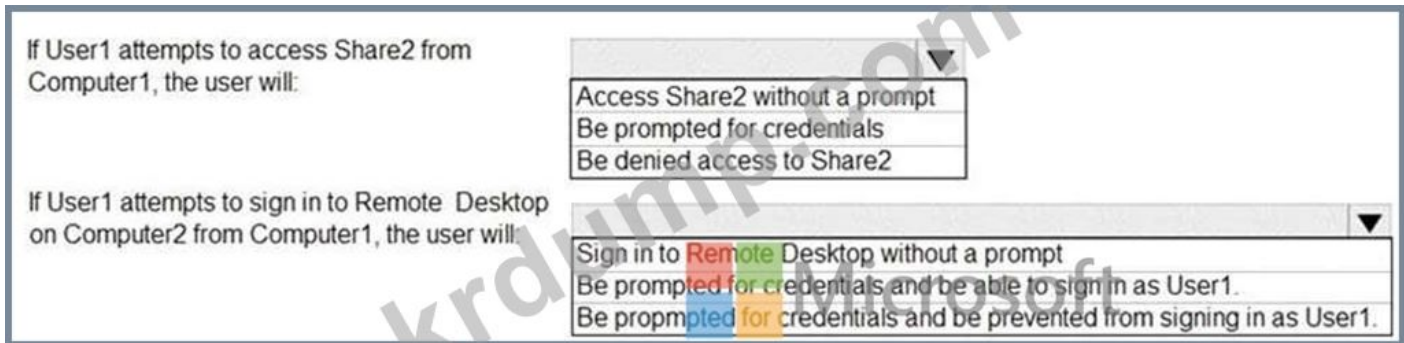 If User1 attempts to access Share2 from
Computer1, the user will:
Access Share2 without a prompt
Be prompted for credentials
Be denied access to Share2
If User1 attempts to sign in to Remote Desktop
on Computer2 from Computer1, the user will:
Sign in to Remote Desktop without a prompt
Be prompted for credentials and be able to sign in as User1.
Be propmpted for credentials and be prevented from signing in as User1.
krdump.com
Microsoft